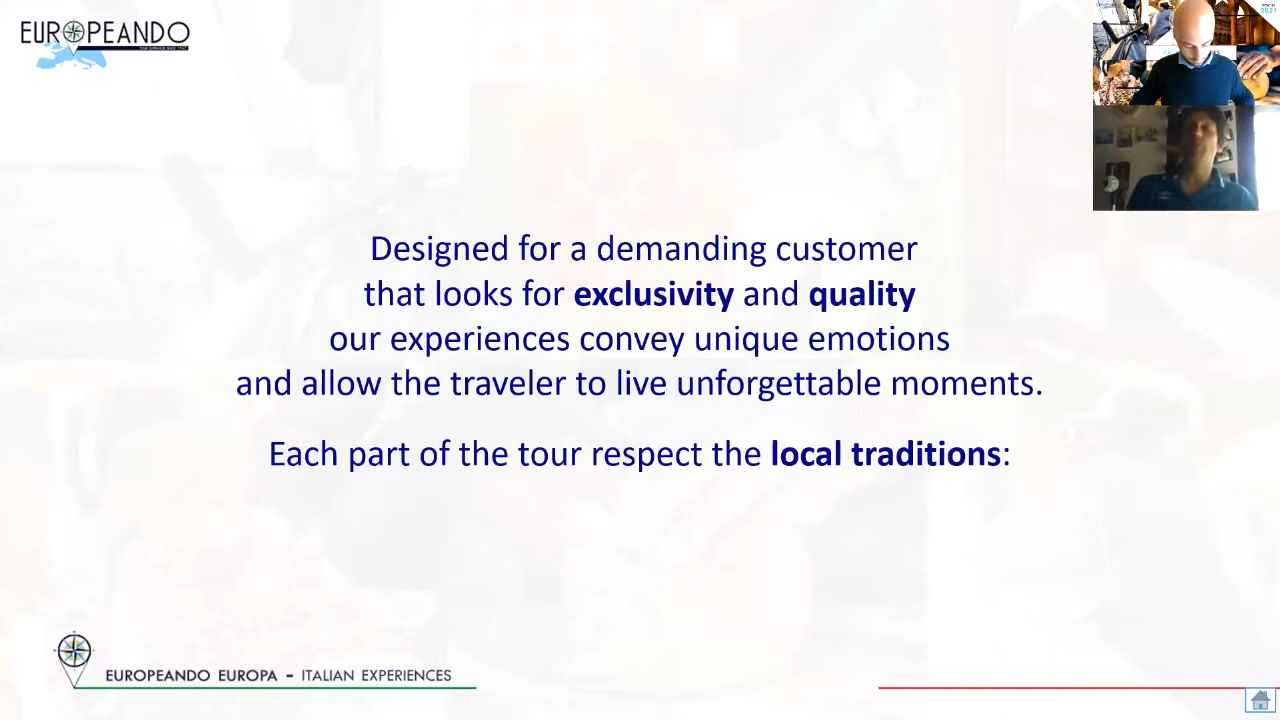 EUROPEANDO
2021
Designed for a demanding customer
that looks for exclusivity and quality
our experiences convey unique emotions
and allow the traveler to live unforgettable moments.
Each part of the tour respect the local traditions:
EUROPEANDO EUROPA - ITALIAN EXPERIENCES